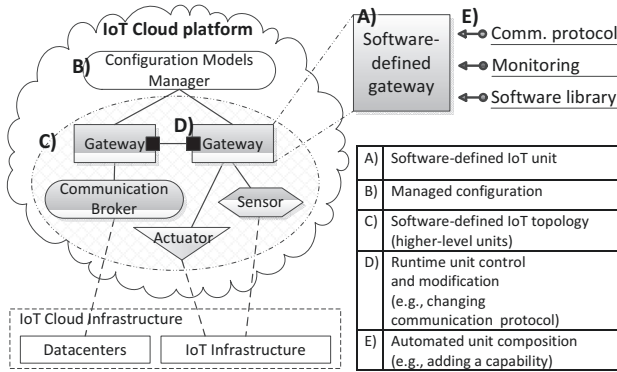 IoT Cloud platform
B)
Configuration Models
Manager
C)
Gateway
D)
Gateway
Communication
Broker
Sensor
Actuator
IoT Cloud Infrastructure
Datacenters
IoT Infrastructure
A)
Software-
defined
gateway
E)
Comm. protocol
Monitoring
Software library
A) Software-defined IoT unit
B) Managed configuration
C) Software-defined IoT topology
(higher-level units)
D) Runtime unit control
and modification
(e.g., changing
communication protocol)
E) Automated unit composition
(e.g., adding a capability)